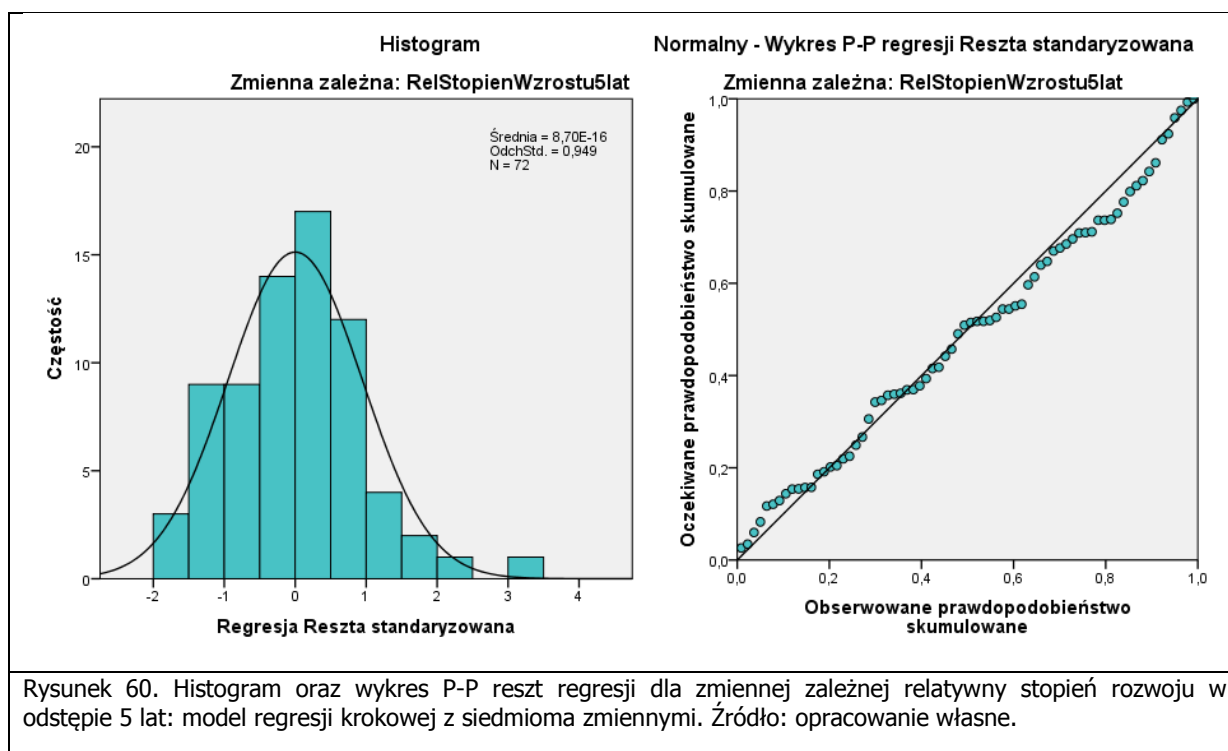 Histogram
Zmienna zależna: RelStopienWzrostu5lat
Średnia = 8,70E-16
OdchStd. = 0,949
N = 72
Częstość
20
15
10
5
0
-2 -1 0 1 2 3 4
Regresja Reszta standaryzowana
Normalny - Wykres P-P regresji Reszta standaryzowana
Zmienna zależna: RelStopienWzrostu5lat
Oczekiwane prawdopodobieństwo skumulowane
1,0
0,8
0,6
0,4
0,2
0,0
0,0 0,2 0,4 0,6 0,8 1,0
Obserwowane prawdopodobieństwo
skumulowane
Rysunek 60. Histogram oraz wykres P-P reszt regresji dla zmiennej zależnej relatywny stopień rozwoju w
odstępie 5 lat: model regresji krokowej z siedmioma zmiennymi. Źródło: opracowanie własne.